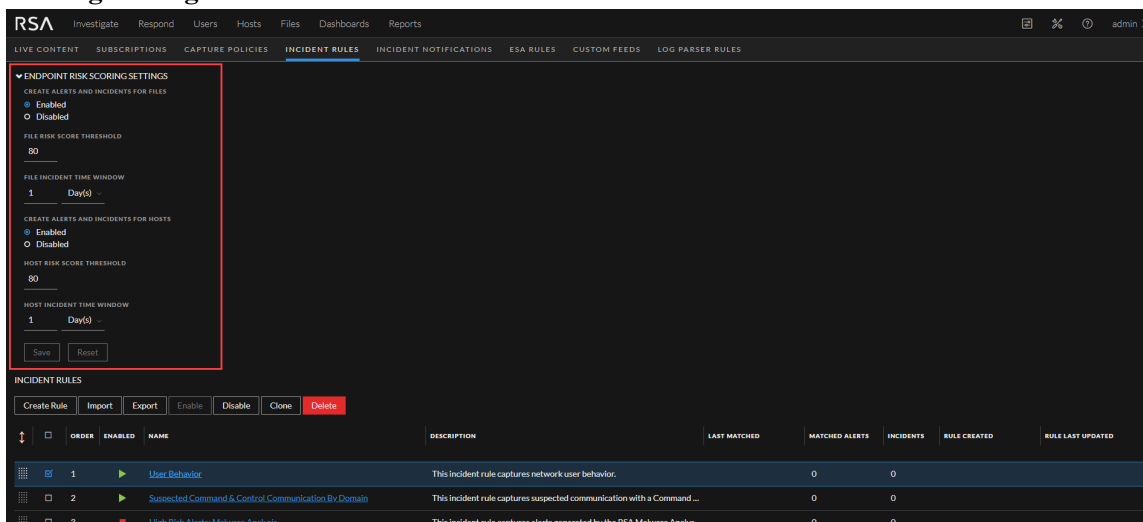 RSA Investigate Respond Users Hosts Files Dashboards Reports admin
LIVE CONTENT SUBSCRIPTIONS CAPTURE POLICIES INCIDENT RULES INCIDENT NOTIFICATIONS ESA RULES CUSTOM FEEDS LOG PARSER RULES
ENDPOINT RISK SCORING SETTINGS
CREATE ALERTS AND INCIDENTS FOR FILES
Enabled
Disabled
FILE RISK SCORE THRESHOLD
80
FILE INCIDENT TIME WINDOW
1 Day(s)
CREATE ALERTS AND INCIDENTS FOR HOSTS
Enabled
Disabled
HOST RISK SCORE THRESHOLD
80
HOST INCIDENT TIME WINDOW
1 Day(s)
Save Reset
INCIDENT RULES
Create Rule Import Export Enable Disable Clone Delete
ORDER ENABLED NAME DESCRIPTION LAST MATCHED MATCHED ALERTS INCIDENTS RULE CREATED RULE LAST UPDATED
1 User Behavior This incident rule captures network user behavior. 0 0
2 Suspected Command & Control Communication By Domain This incident rule captures suspected communication with a Command ... 0 0